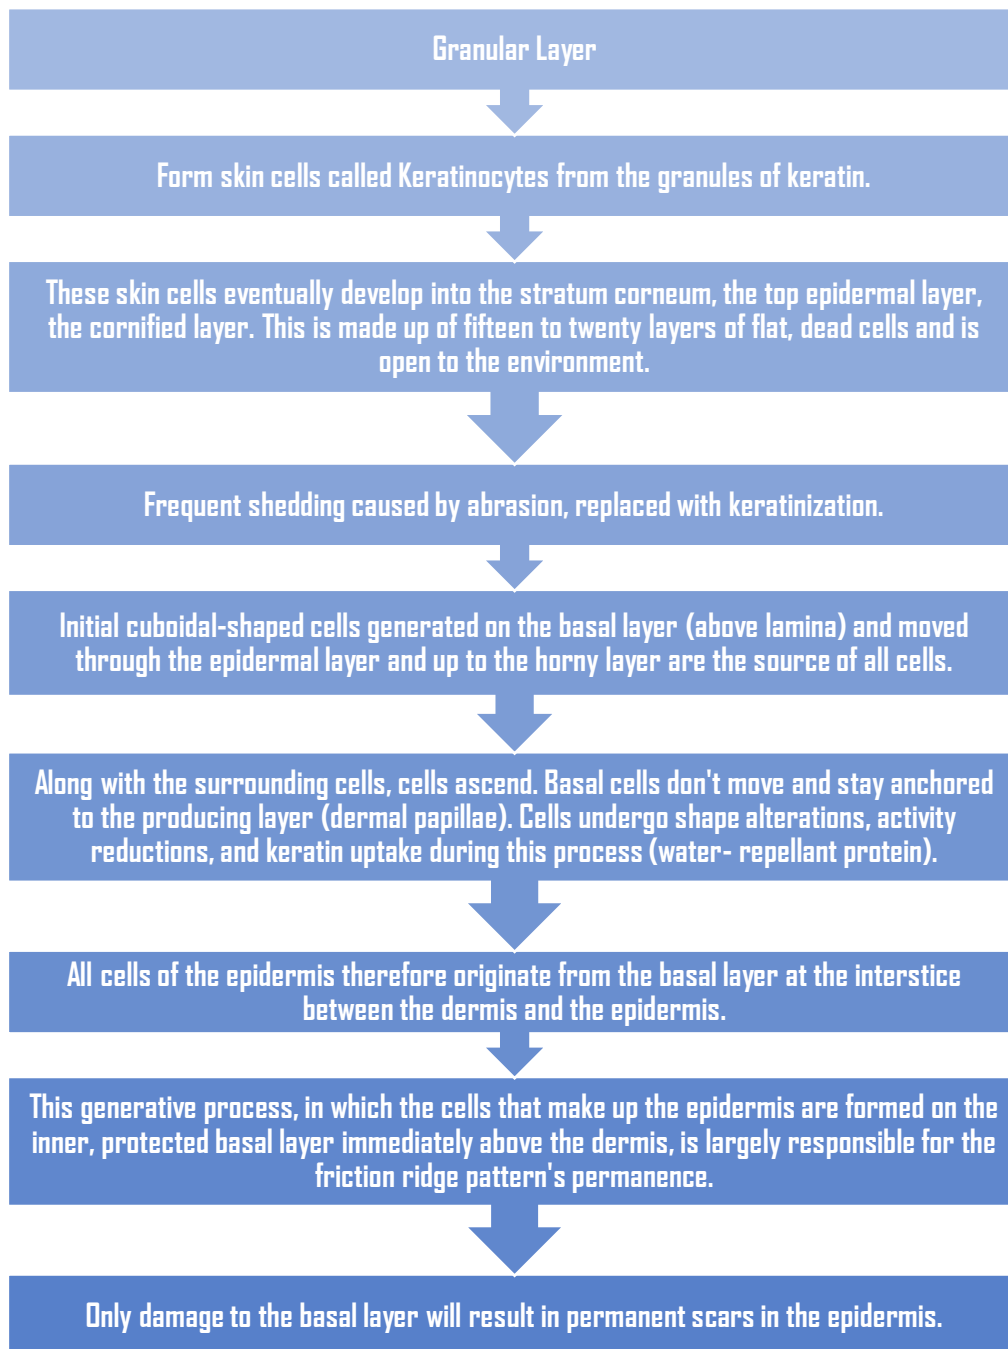 Granular Layer
Form skin cells called Keratinocytes from the granules of keratin.
These skin cells eventually develop into the stratum corneum, the top epidermal layer,
the cornified layer. This is made up of fifteen to twenty layers of flat, dead cells and is
open to the environment.
Frequent shedding caused by abrasion, replaced with keratinization.
Initial cuboidal-shaped cells generated on the basal layer (above lamina) and moved
through the epidermal layer and up to the horny layer are the source of all cells.
Along with the surrounding cells, cells ascend. Basal cells don't move and stay anchored
to the producing layer (dermal papillae). Cells undergo shape alterations, activity
reductions, and keratin uptake during this process (water- repellant protein).
All cells of the epidermis therefore originate from the basal layer at the interstice
between the dermis and the epidermis.
This generative process, in which the cells that make up the epidermis are formed on the
inner, protected basal layer immediately above the dermis, is largely responsible for the
friction ridge pattern's permanence.
Only damage to the basal layer will result in permanent scars in the epidermis.